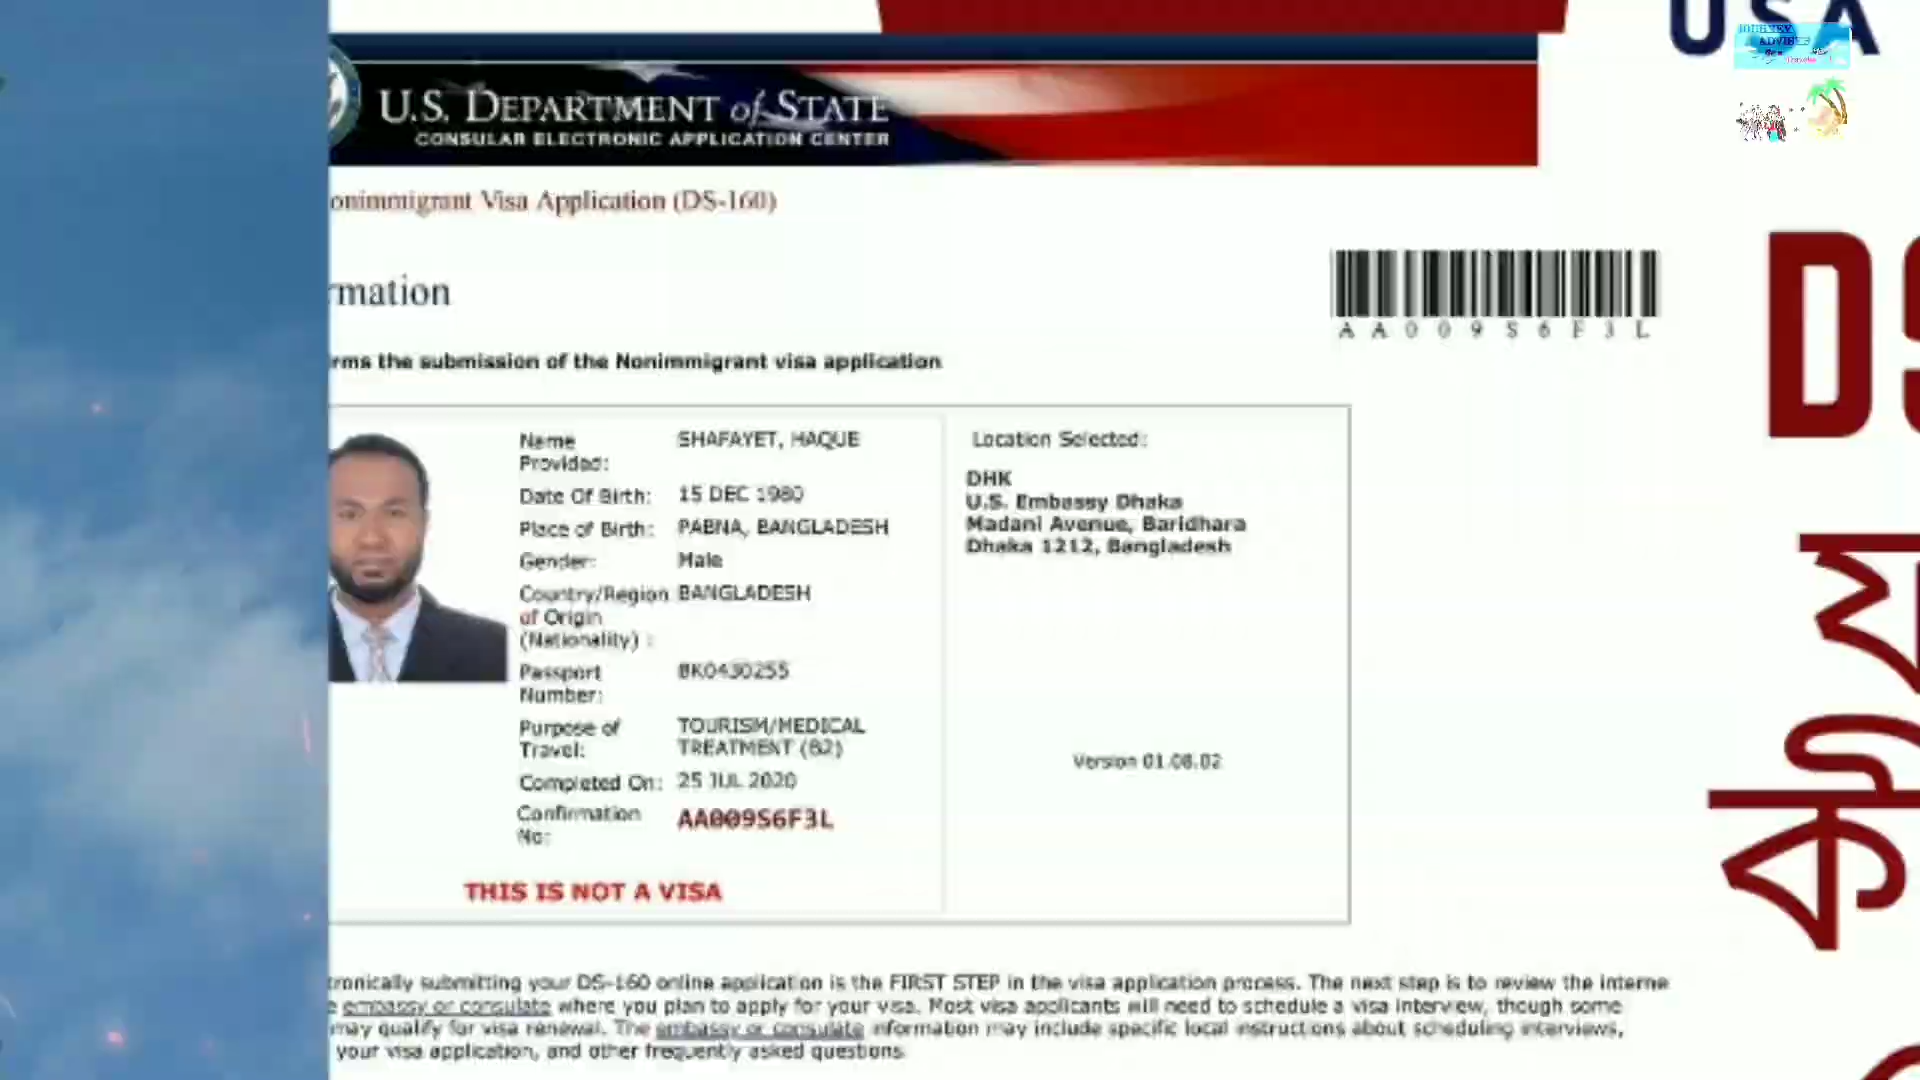 USA
JOURNEY
ADVISER
U.S. DEPARTMENT of STATE
CONSULAR ELECTRONIC APPLICATION CENTER
onimmigrant Visa Application (DS-160)
rmation
AA009S6F3L
rms the submission of the Nonimmigrant visa application
Name Provided: SHAFAYET, HAQUE
Date Of Birth: 15 DEC 1980
Place of Birth: PABNA, BANGLADESH
Gender: Male
Country/Region of Origin (Nationality) : BANGLADESH
Passport Number: BK0430255
Purpose of Travel: TOURISM/MEDICAL TREATMENT (B2)
Completed On: 25 JUL 2020
Confirmation No: AA009S6F3L
THIS IS NOT A VISA
Location Selected:
DHK
U.S. Embassy Dhaka
Madani Avenue, Baridhara
Dhaka 1212, Bangladesh
Version 01.08.02
tronically submitting your DS-160 online application is the FIRST STEP in the visa application process. The next step is to review the interne
e embassy or consulate where you plan to apply for your visa. Most visa applicants will need to schedule a visa interview, though some
may qualify for visa renewal. The embassy or consulate information may include specific local instructions about scheduling interviews,
your visa application, and other frequently asked questions.
DS
য
কী